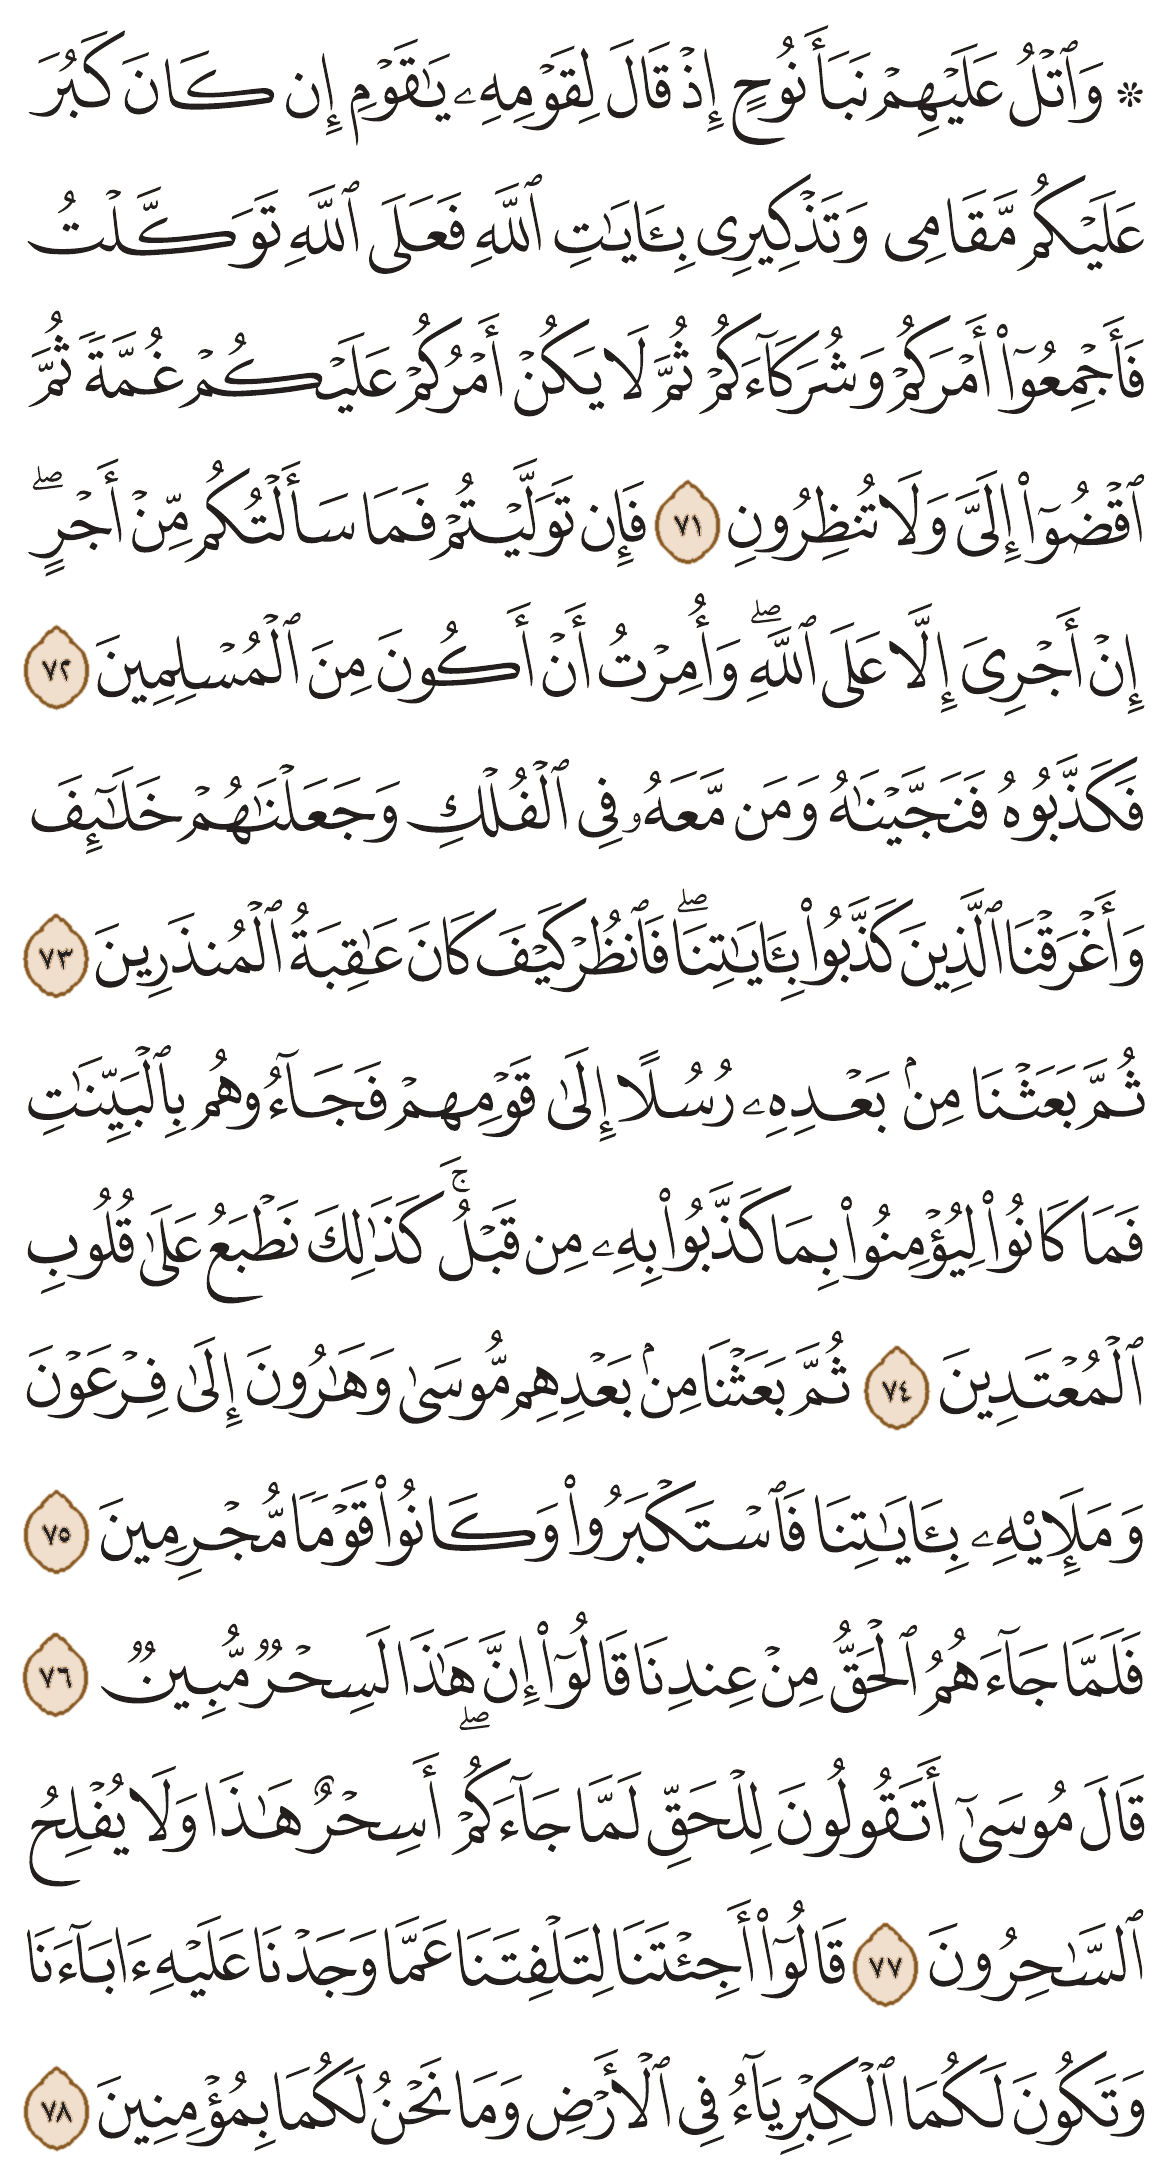 ۞ وَٱتۡلُ عَلَيۡهِمۡ نَبَأَ نُوحٍ إِذۡ قَالَ لِقَوۡمِهِۦ يَٰقَوۡمِ إِن كَانَ كَبُرَ
عَلَيۡكُم مَّقَامِي وَتَذۡكِيرِي بِـَٔايَٰتِ ٱللَّهِ فَعَلَى ٱللَّهِ تَوَكَّلۡتُ
فَأَجۡمِعُوٓاْ أَمۡرَكُمۡ وَشُرَكَآءَكُمۡ ثُمَّ لَا يَكُنۡ أَمۡرُكُمۡ عَلَيۡكُمۡ غُمَّةٗ ثُمَّ
ٱقۡضُوٓاْ إِلَيَّ وَلَا تُنظِرُونِ ٧١ فَإِن تَوَلَّيۡتُمۡ فَمَا سَأَلۡتُكُم مِّنۡ أَجۡرٍۖ
إِنۡ أَجۡرِيَ إِلَّا عَلَى ٱللَّهِۖ وَأُمِرۡتُ أَنۡ أَكُونَ مِنَ ٱلۡمُسۡلِمِينَ ٧٢
فَكَذَّبُوهُ فَنَجَّيۡنَٰهُ وَمَن مَّعَهُۥ فِي ٱلۡفُلۡكِ وَجَعَلۡنَٰهُمۡ خَلَٰٓئِفَ
وَأَغۡرَقۡنَا ٱلَّذِينَ كَذَّبُواْ بِـَٔايَٰتِنَاۖ فَٱنظُرۡ كَيۡفَ كَانَ عَٰقِبَةُ ٱلۡمُنذَرِينَ ٧٣
ثُمَّ بَعَثۡنَا مِنۢ بَعۡدِهِۦ رُسُلًا إِلَىٰ قَوۡمِهِمۡ فَجَآءُوهُم بِٱلۡبَيِّنَٰتِ
فَمَا كَانُواْ لِيُؤۡمِنُواْ بِمَا كَذَّبُواْ بِهِۦ مِن قَبۡلُۚ كَذَٰلِكَ نَطۡبَعُ عَلَىٰ قُلُوبِ
ٱلۡمُعۡتَدِينَ ٧٤ ثُمَّ بَعَثۡنَا مِنۢ بَعۡدِهِم مُّوسَىٰ وَهَٰرُونَ إِلَىٰ فِرۡعَوۡنَ
وَمَلَإِيْهِۦ بِـَٔايَٰتِنَا فَٱسۡتَكۡبَرُواْ وَكَانُواْ قَوۡمٗا مُّجۡرِمِينَ ٧٥
فَلَمَّا جَآءَهُمُ ٱلۡحَقُّ مِنۡ عِندِنَا قَالُوٓاْ إِنَّ هَٰذَا لَسِحۡرٞ مُّبِينٞ ٧٦
قَالَ مُوسَىٰٓ أَتَقُولُونَ لِلۡحَقِّ لَمَّا جَآءَكُمۡۖ أَسِحۡرٌ هَٰذَا وَلَا يُفۡلِحُ
ٱلسَّٰحِرُونَ ٧٧ قَالُوٓاْ أَجِئۡتَنَا لِتَلۡفِتَنَا عَمَّا وَجَدۡنَا عَلَيۡهِ ءَابَآءَنَا
وَتَكُونَ لَكُمَا ٱلۡكِبۡرِيَآءُ فِي ٱلۡأَرۡضِ وَمَا نَحۡنُ لَكُمَا بِمُؤۡمِنِينَ ٧٨